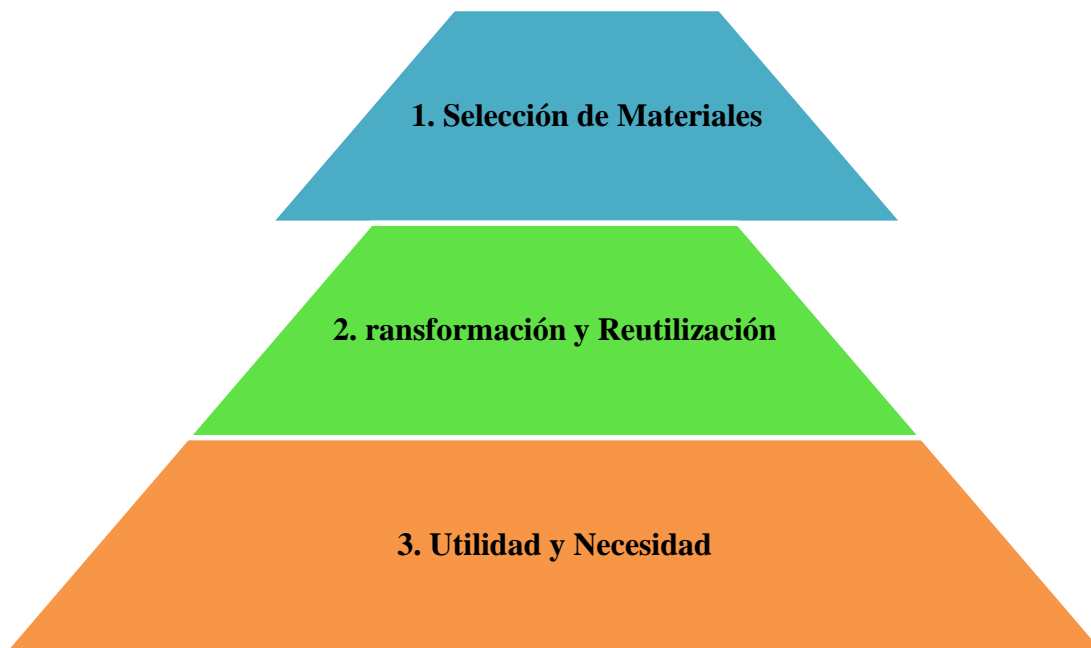 1. Selección de Materiales
2. ransformación y Reutilización
3. Utilidad y Necesidad